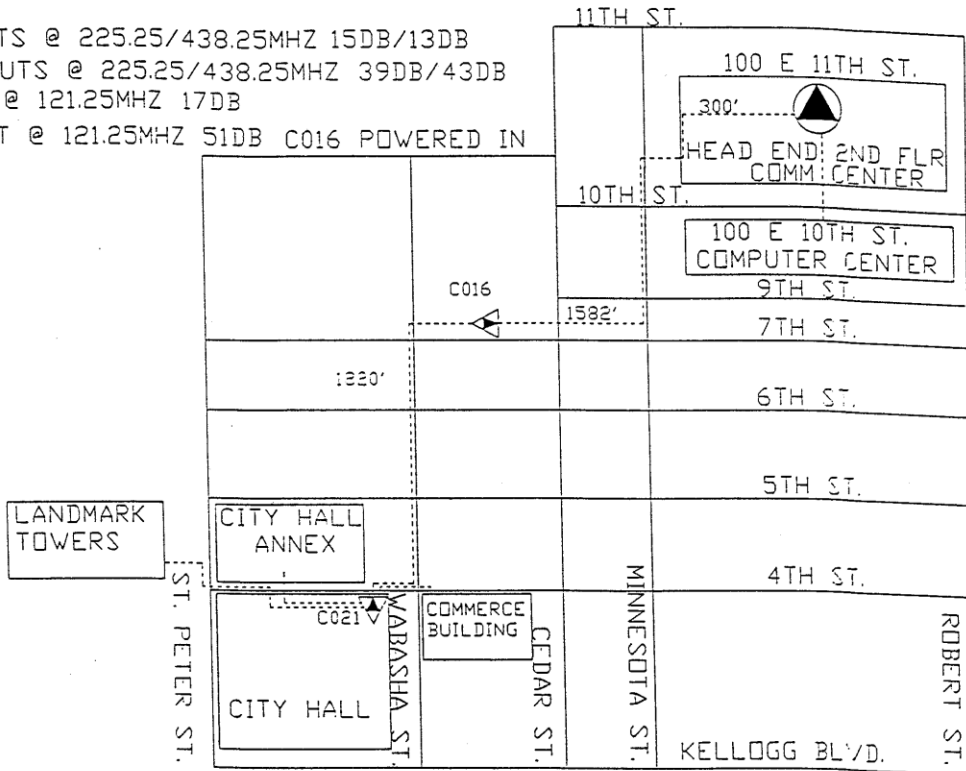 11TH ST.
TS @ 225.25/438.25MHZ 15DB/13DB
UTS @ 225.25/438.25MHZ 39DB/43DB
@ 121.25MHZ 17DB
T @ 121.25MHZ 51DB C016 POWERED IN
100 E 11TH ST.
300'
HEAD END 2ND FLR
COMM CENTER
10TH ST.
100 E 10TH ST.
COMPUTER CENTER
9TH ST.
C016
1582'
7TH ST.
6TH ST.
5TH ST.
LANDMARK
TOWERS
CITY HALL
ANNEX
4TH ST.
C021
COMMERCE
BUILDING
CITY HALL
ST. PETER ST.
WABASHA ST.
CEDAR ST.
MINNESOTA ST.
ROBERT ST.
KELLOGG BLVD.